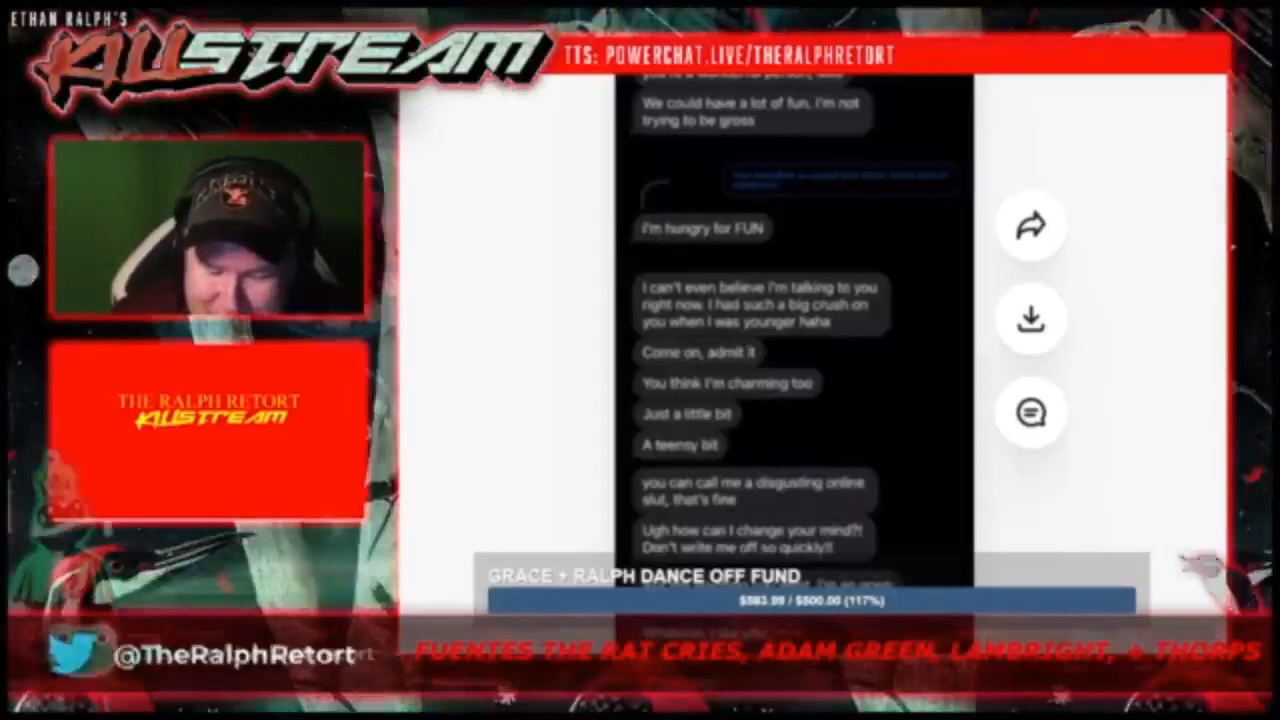 ETHAN RALPH'S
KILLSTREAM
TTS: POWERCHAT.LIVE/THERALPHRETORT
We could have a lot of fun. I'm not
trying to be gross
I'm hungry for FUN
I can't even believe I'm talking to you
right now. I had such a big crush on
you when I was younger haha
Come on, admit it
You think I'm charming too
Just a little bit
A teensy bit
you can call me a disgusting online
slut, that's fine
Ugh how can I change your mind?!
Don't write me off so quickly!!
THE RALPH RETORT
KILLSTREAM
GRACE + RALPH DANCE OFF FUND
$583.99 / $500.00 (117%)
@TheRalphRetort
FUENTES THE RAT CRIES, ADAM GREEN, LAMBRIGHT, + THORPS